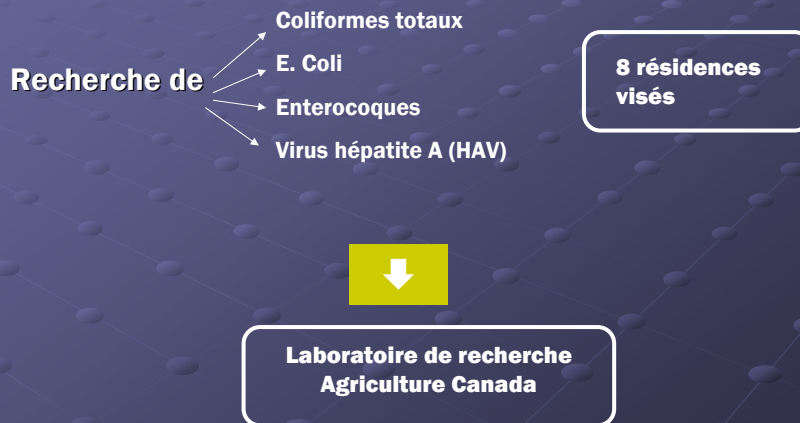 Coliformes totaux
Recherche de
E. Coli
Enterocoques
Virus hépatite A (HAV)
8 résidences
visés
Laboratoire de recherche
Agriculture Canada